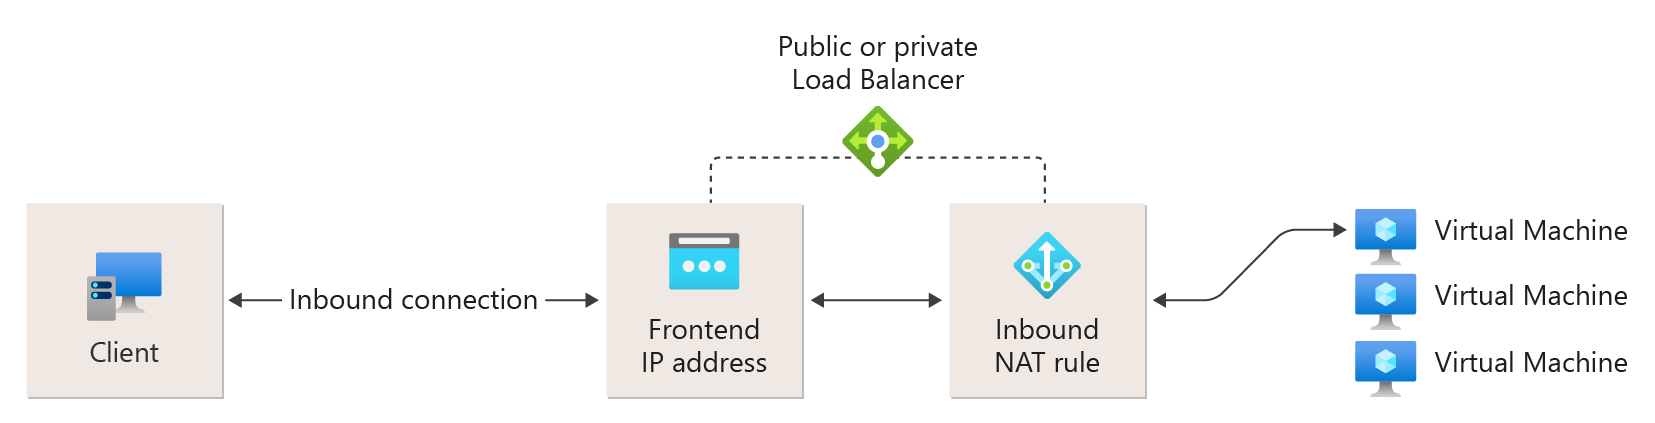 Public or private
Load Balancer
Client
Inbound connection
Frontend
IP address
Inbound
NAT rule
Virtual Machine
Virtual Machine
Virtual Machine